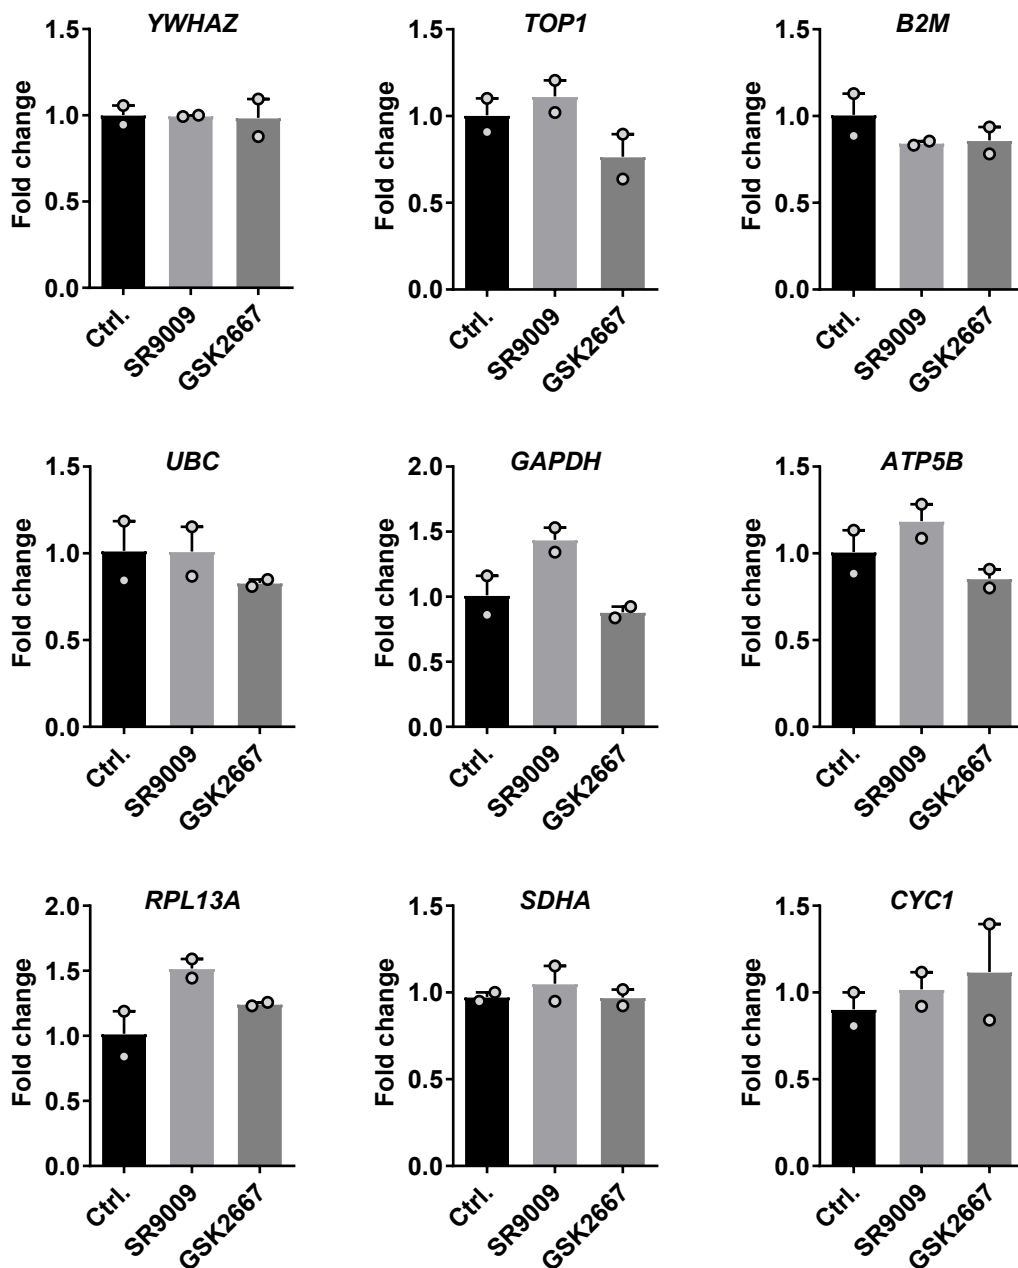 YWHAZ
Fold change
1.5
1.0
0.5
0.0
Ctrl.
SR9009
GSK2667
TOP1
Fold change
1.5
1.0
0.5
0.0
Ctrl.
SR9009
GSK2667
B2M
Fold change
1.5
1.0
0.5
0.0
Ctrl.
SR9009
GSK2667
UBC
Fold change
1.5
1.0
0.5
0.0
Ctrl.
SR9009
GSK2667
GAPDH
Fold change
2.0
1.5
1.0
0.5
0.0
Ctrl.
SR9009
GSK2667
ATP5B
Fold change
1.5
1.0
0.5
0.0
Ctrl.
SR9009
GSK2667
RPL13A
Fold change
2.0
1.5
1.0
0.5
0.0
Ctrl.
SR9009
GSK2667
SDHA
Fold change
1.5
1.0
0.5
0.0
Ctrl.
SR9009
GSK2667
CYC1
Fold change
1.5
1.0
0.5
0.0
Ctrl.
SR9009
GSK2667